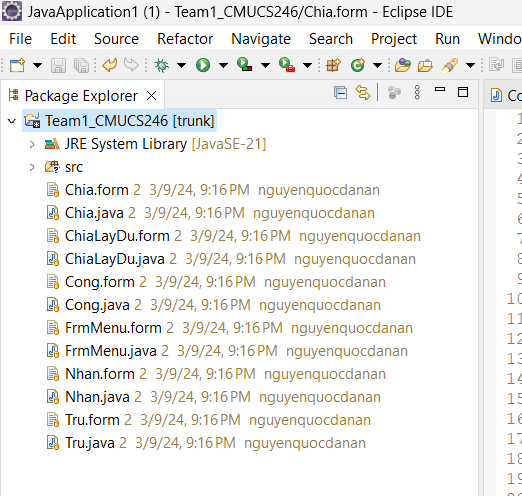 JavaApplication1 (1) - Team1_CMUCS246/Chia.form - Eclipse IDE
File Edit Source Refactor Navigate Search Project Run Windo
Package Explorer
Co
Team1_CMUCS246 [trunk]
JRE System Library [JavaSE-21]
src
Chia.form 2 3/9/24, 9:16 PM nguyenquocdanan
Chia.java 2 3/9/24, 9:16 PM nguyenquocdanan
ChiaLayDu.form 2 3/9/24, 9:16 PM nguyenquocdanan
ChiaLayDu.java 2 3/9/24, 9:16 PM nguyenquocdanan
Cong.form 2 3/9/24, 9:16 PM nguyenquocdanan
Cong.java 2 3/9/24, 9:16 PM nguyenquocdanan
FrmMenu.form 2 3/9/24, 9:16 PM nguyenquocdanan
FrmMenu.java 2 3/9/24, 9:16 PM nguyenquocdanan
Nhan.form 2 3/9/24, 9:16 PM nguyenquocdanan
Nhan.java 2 3/9/24, 9:16 PM nguyenquocdanan
Tru.form 2 3/9/24, 9:16 PM nguyenquocdanan
Tru.java 2 3/9/24, 9:16 PM nguyenquocdanan
1
2
3
4
5
6
7
8
9
10
11
12
13
14
15
16
17
18